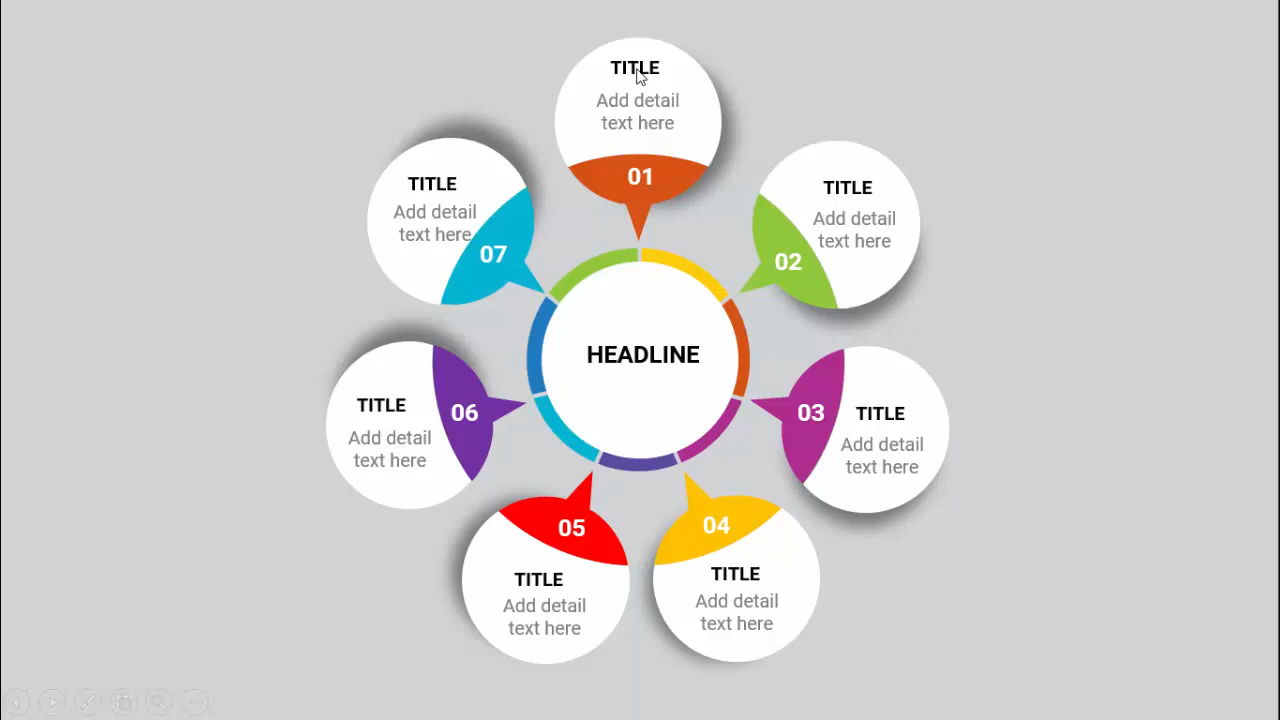 TITLE
Add detail
text here
01
TITLE
Add detail
text here
02
TITLE
Add detail
text here
03
04
TITLE
Add detail
text here
05
TITLE
Add detail
text here
TITLE
Add detail
text here
06
TITLE
Add detail
text here
07
HEADLINE